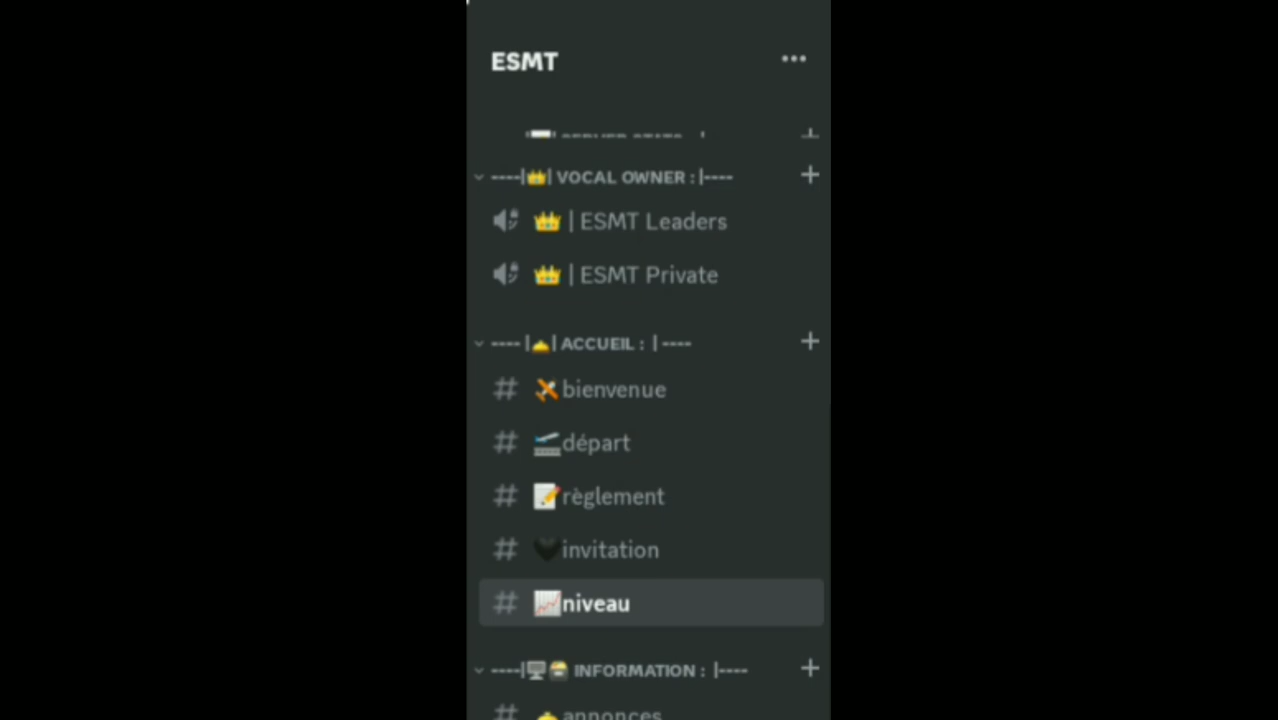 ESMT
----|👑| VOCAL OWNER : |----
👑 | ESMT Leaders
👑 | ESMT Private
---- |🛎| ACCUEIL : | ----
# bienvenue
# 🛫départ
# 📝règlement
# 🖤invitation
# 📈niveau
----|🖥 INFORMATION : |----
# annonces